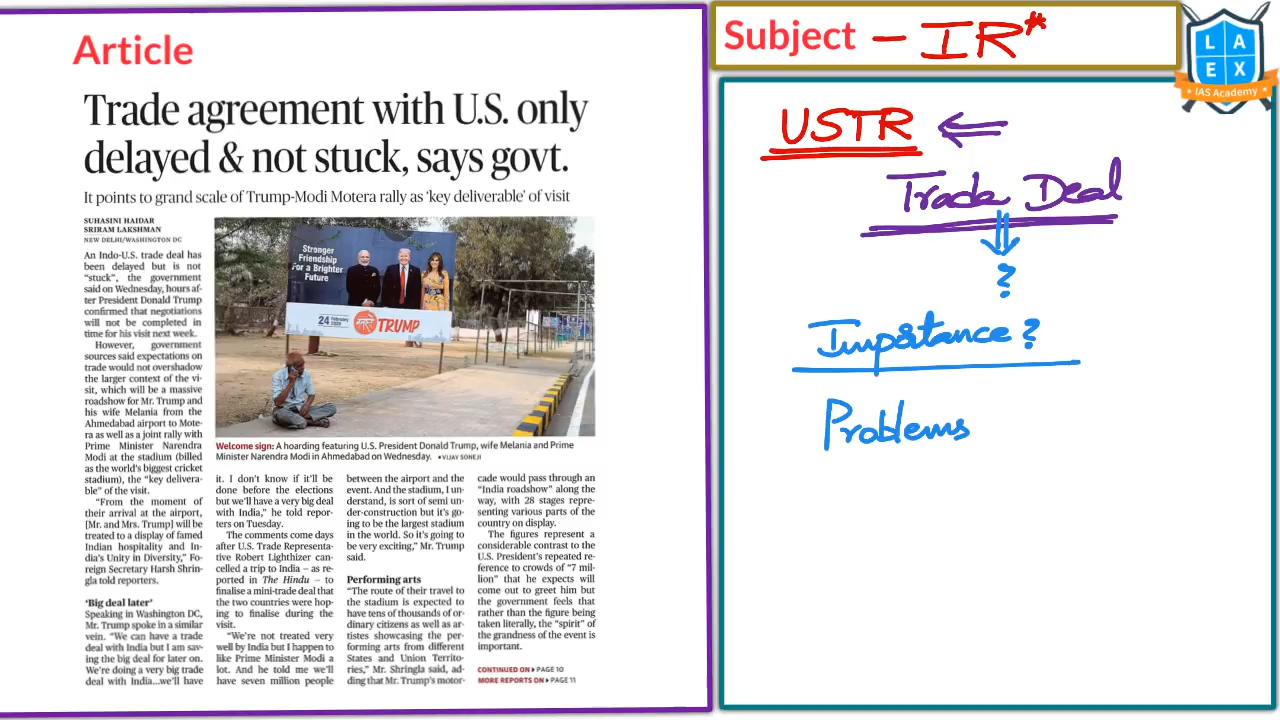 Article
Trade agreement with U.S. only
delayed & not stuck, says govt.
It points to grand scale of Trump-Modi Motera rally as 'key deliverable' of visit
SUHASINI HAIDAR
SRIRAM LAKSHMAN
NEW DELHI/WASHINGTON DC
An Indo-U.S. trade deal has
been delayed but is not
"stuck", the government
said on Wednesday, hours af-
ter President Donald Trump
confirmed that negotiations
will not be completed in
time for his visit next week.
However, government
sources said expectations on
trade would not overshadow
the larger context of the vi-
sit, which will be a massive
roadshow for Mr. Trump and
his wife Melania from the
Ahmedabad airport to Mote-
ra as well as a joint rally with
Prime Minister Narendra
Modi at the stadium (billed
as the world's biggest cricket
stadium), the "key delivera-
ble" of the visit.
"From the moment of
their arrival at the airport,
[Mr. and Mrs. Trump] will be
treated to a display of famed
Indian hospitality and In-
dia's Unity in Diversity," Fo-
reign Secretary Harsh Shrin-
gla told reporters.
'Big deal later'
Speaking in Washington DC,
Mr. Trump spoke in a similar
vein. "We can have a trade
deal with India but I am sav-
ing the big deal for later on.
We're doing a very big trade
deal with India...we'll have
Stronger
Friendship
For a Brighter
Future
24 February
2020
नमस्ते TRUMP
Welcome sign: A hoarding featuring U.S. President Donald Trump, wife Melania and Prime
Minister Narendra Modi in Ahmedabad on Wednesday. •VIJAY SONEJI
it. I don't know if it'll be
done before the elections
but we'll have a very big deal
with India," he told repor-
ters on Tuesday.
The comments come days
after U.S. Trade Representa-
tive Robert Lighthizer can-
celled a trip to India – as re-
ported in The Hindu – to
finalise a mini-trade deal that
the two countries were hop-
ing to finalise during the
visit.
"We're not treated very
well by India but I happen to
like Prime Minister Modi a
lot. And he told me we'll
have seven million people
between the airport and the
event. And the stadium, I un-
derstand, is sort of semi un-
der-construction but it's go-
ing to be the largest stadium
in the world. So it's going to
be very exciting," Mr. Trump
said.
Performing arts
"The route of their travel to
the stadium is expected to
have tens of thousands of or-
dinary citizens as well as ar-
tistes showcasing the per-
forming arts from different
States and Union Territo-
ries," Mr. Shringla said, ad-
ding that Mr. Trump's motor-
cade would pass through an
"India roadshow" along the
way, with 28 stages repre-
senting various parts of the
country on display.
The figures represent a
considerable contrast to the
U.S. President's repeated re-
ference to crowds of "7 mil-
lion" that he expects will
come out to greet him but
the government feels that
rather than the figure being
taken literally, the "spirit" of
the grandness of the event is
important.
CONTINUED ON ▸ PAGE 10
MORE REPORTS ON ▸ PAGE 11
Subject - IR*
LA
EX
IAS Academy
USTR ⇐
Trade Deal
?
Importance ?
Problems